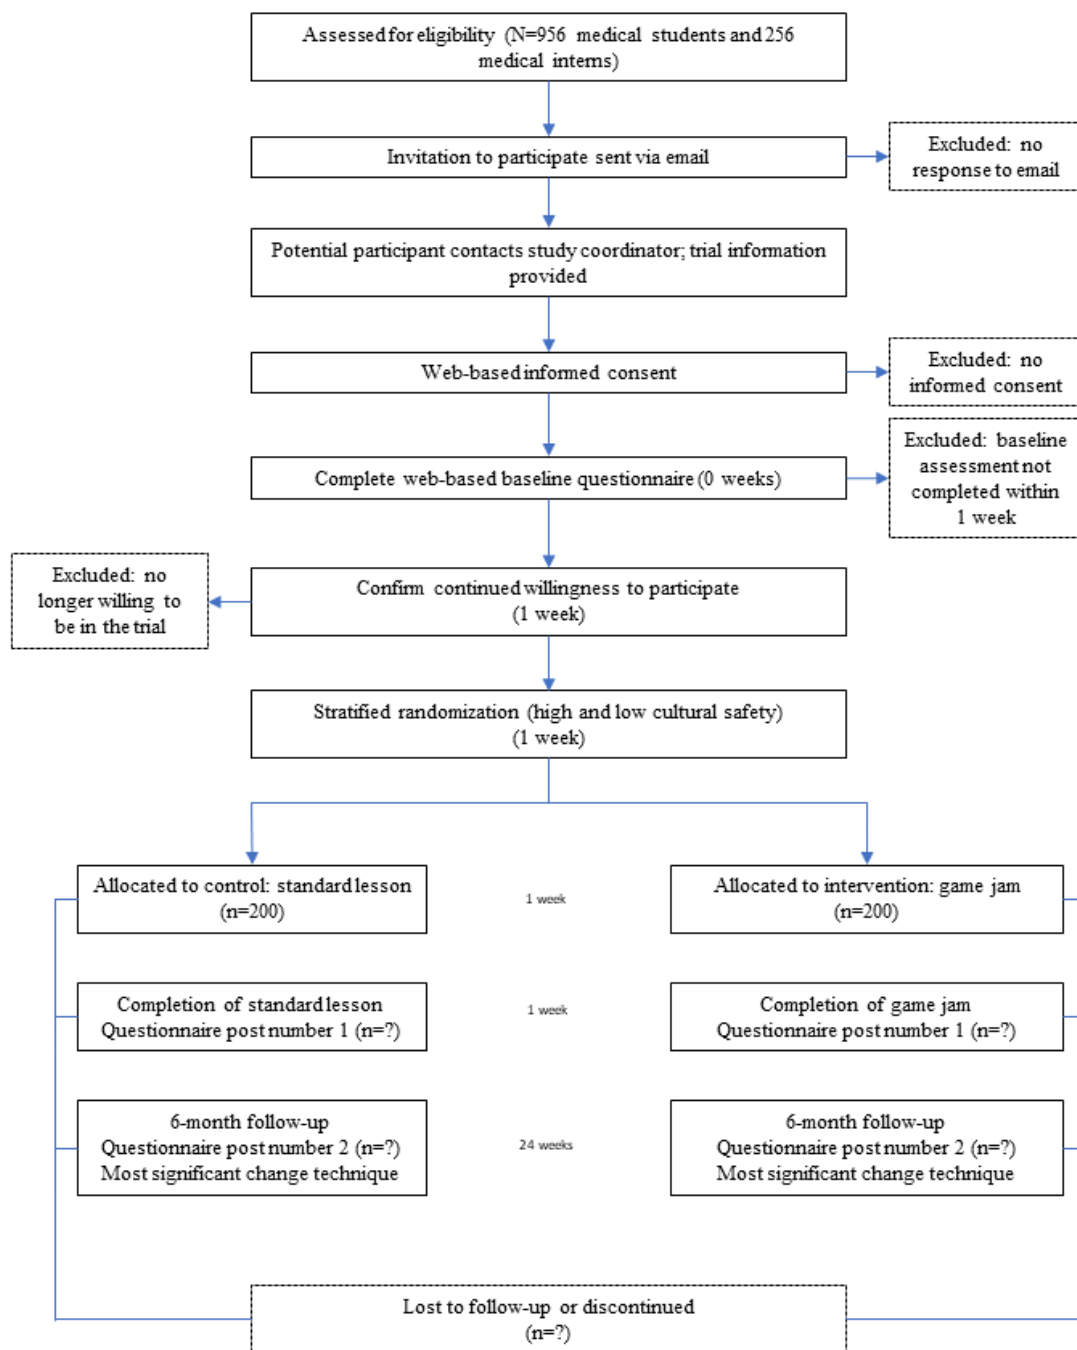 Assessed for eligibility (N=956 medical students and 256
medical interns)
Invitation to participate sent via email
Excluded: no
response to email
Potential participant contacts study coordinator; trial information
provided
Web-based informed consent
Excluded: no
informed consent
Complete web-based baseline questionnaire (0 weeks)
Excluded: baseline
assessment not
completed within
1 week
Excluded: no
longer willing to
be in the trial
Confirm continued willingness to participate
(1 week)
Stratified randomization (high and low cultural safety)
(1 week)
Allocated to control: standard lesson
(n=200)
1 week
Allocated to intervention: game jam
(n=200)
Completion of standard lesson
Questionnaire post number 1 (n=?)
1 week
Completion of game jam
Questionnaire post number 1 (n=?)
6-month follow-up
Questionnaire post number 2 (n=?)
Most significant change technique
24 weeks
6-month follow-up
Questionnaire post number 2 (n=?)
Most significant change technique
Lost to follow-up or discontinued
(n=?)